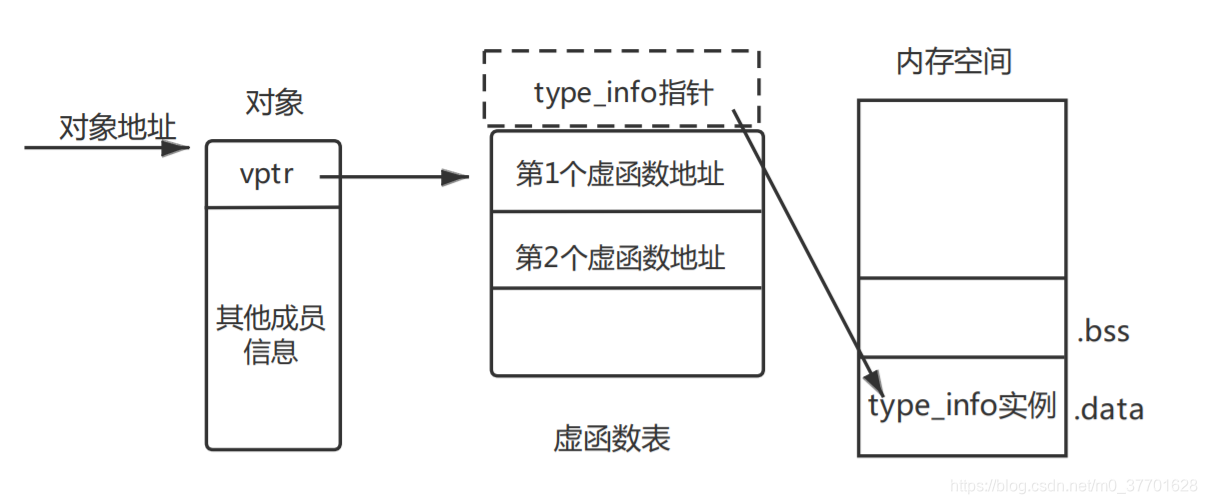 对象地址
对象
vptr
其他成员
信息
type_info指针
第1个虚函数地址
第2个虚函数地址
虚函数表
内存空间
.bss
type_info实例
.data
https://blog.csdn.net/m0_37701628